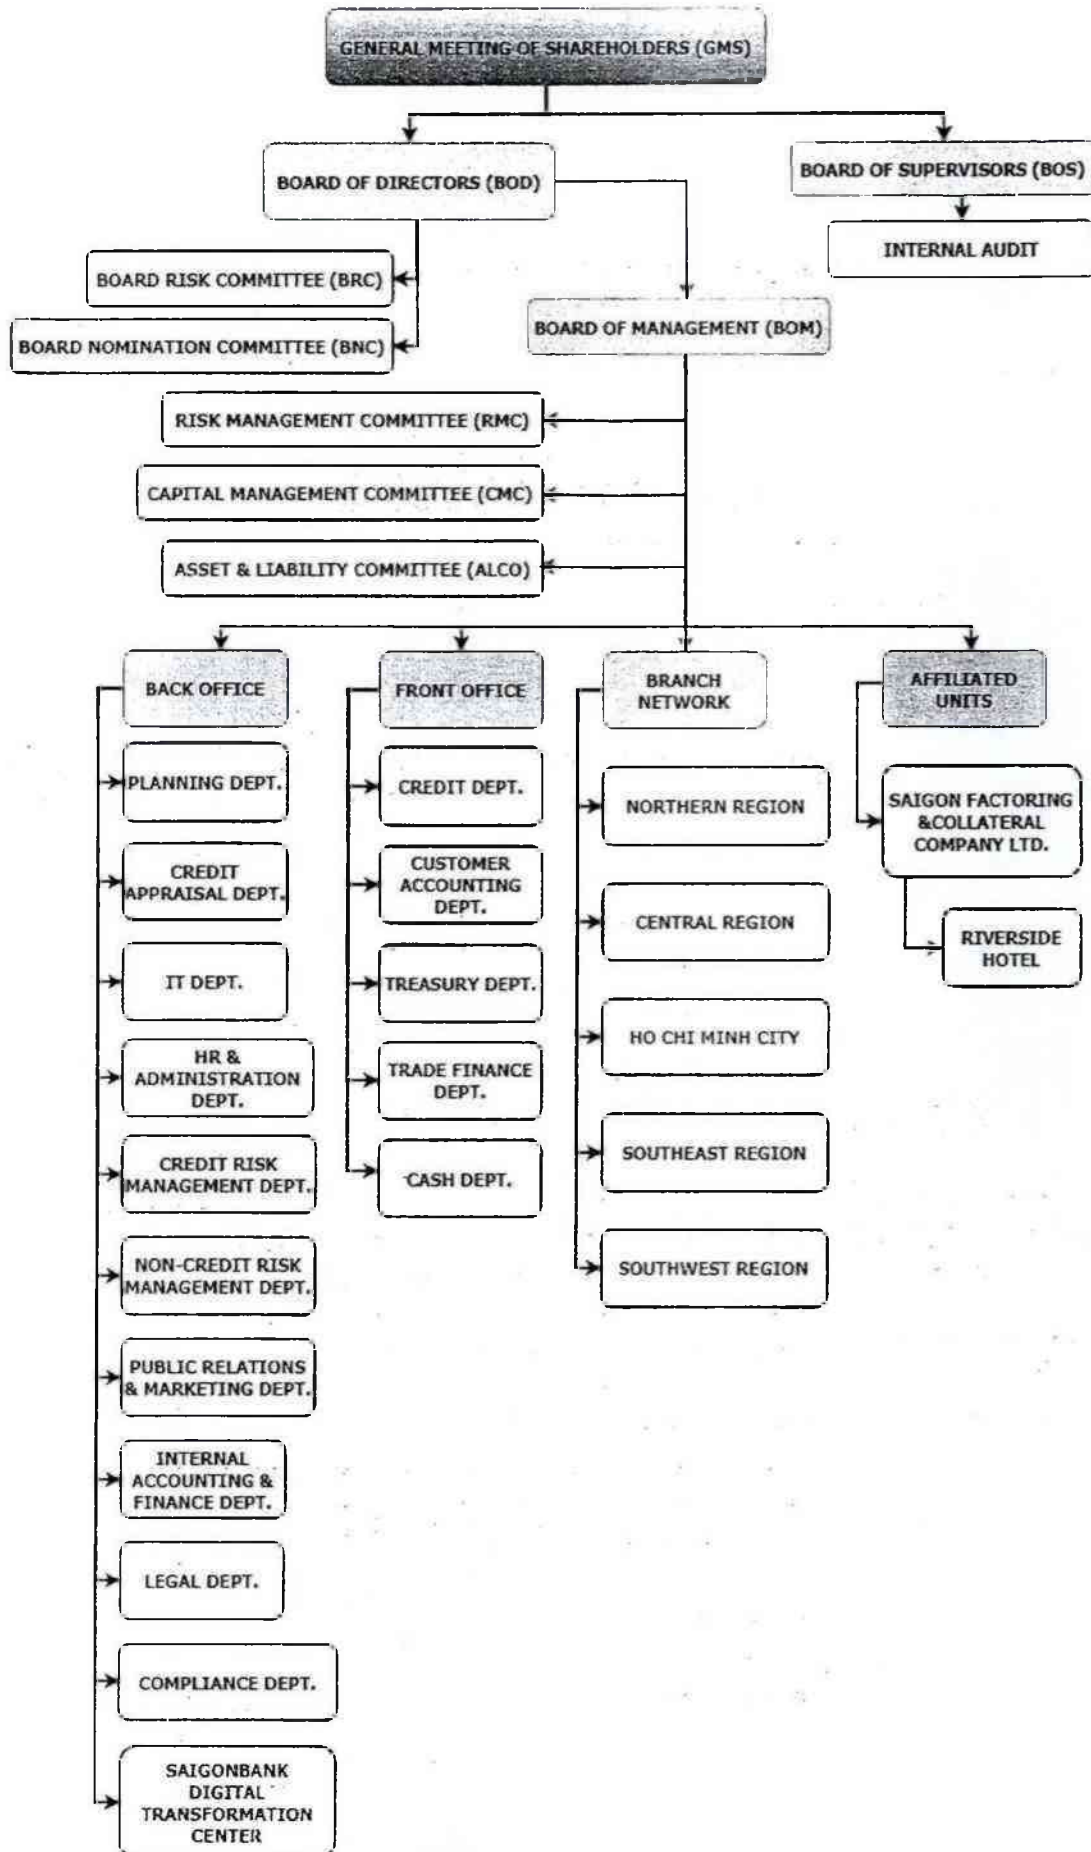 GENERAL MEETING OF SHAREHOLDERS (GMS)
BOARD OF DIRECTORS (BOD)
BOARD OF SUPERVISORS (BOS)
INTERNAL AUDIT
BOARD RISK COMMITTEE (BRC)
BOARD NOMINATION COMMITTEE (BNC)
BOARD OF MANAGEMENT (BOM)
RISK MANAGEMENT COMMITTEE (RMC)
CAPITAL MANAGEMENT COMMITTEE (CMC)
ASSET & LIABILITY COMMITTEE (ALCO)
BACK OFFICE
PLANNING DEPT.
CREDIT
APPRAISAL DEPT.
IT DEPT.
HR &
ADMINISTRATION
DEPT.
CREDIT RISK
MANAGEMENT DEPT.
NON-CREDIT RISK
MANAGEMENT DEPT.
PUBLIC RELATIONS
& MARKETING DEPT.
INTERNAL
ACCOUNTING &
FINANCE DEPT.
LEGAL DEPT.
COMPLIANCE DEPT.
SAIGONBANK
DIGITAL
TRANSFORMATION
CENTER
FRONT OFFICE
CREDIT DEPT.
CUSTOMER
ACCOUNTING
DEPT.
TREASURY DEPT.
TRADE FINANCE
DEPT.
CASH DEPT.
BRANCH
NETWORK
NORTHERN REGION
CENTRAL REGION
HO CHI MINH CITY
SOUTHEAST REGION
SOUTHWEST REGION
AFFILIATED
UNITS
SAIGON FACTORING
&COLLATERAL
COMPANY LTD.
RIVERSIDE
HOTEL